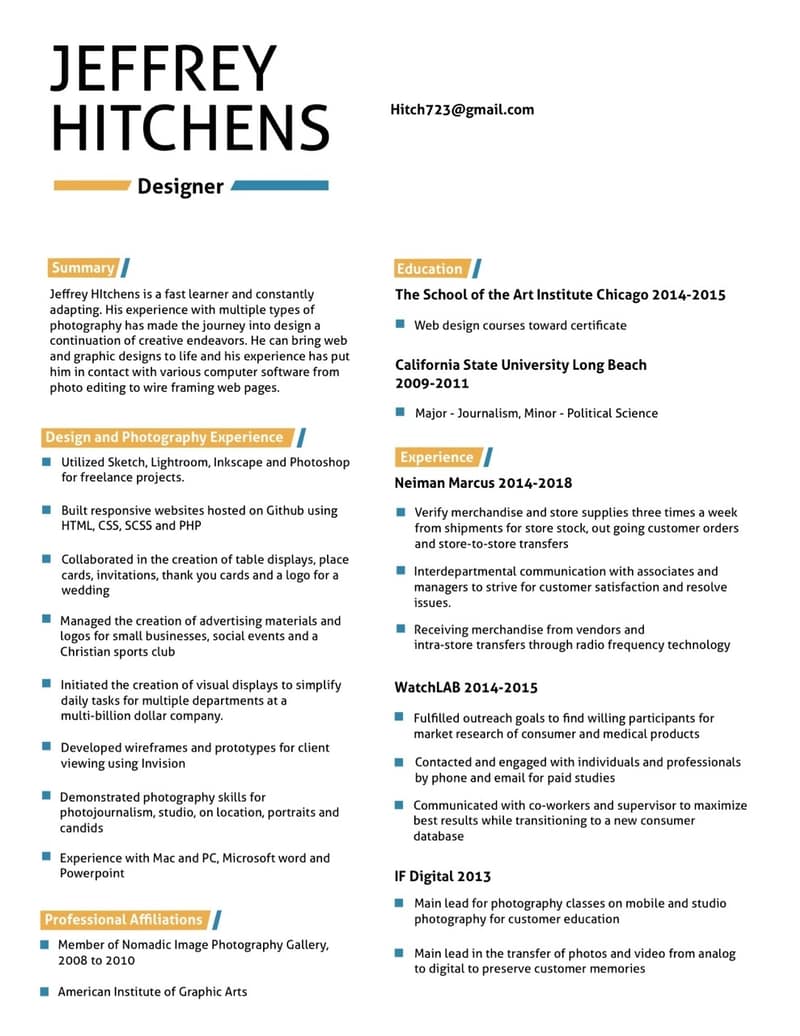 JEFFREY
HITCHENS
Designer
Hitch723@gmail.com
Summary
Jeffrey HItchens is a fast learner and constantly
adapting. His experience with multiple types of
photography has made the journey into design a
continuation of creative endeavors. He can bring web
and graphic designs to life and his experience has put
him in contact with various computer software from
photo editing to wire framing web pages.
Design and Photography Experience
Utilized Sketch, Lightroom, Inkscape and Photoshop
for freelance projects.
Built responsive websites hosted on Github using
HTML, CSS, SCSS and PHP
Collaborated in the creation of table displays, place
cards, invitations, thank you cards and a logo for a
wedding
Managed the creation of advertising materials and
logos for small businesses, social events and a
Christian sports club
Initiated the creation of visual displays to simplify
daily tasks for multiple departments at a
multi-billion dollar company.
Developed wireframes and prototypes for client
viewing using Invision
Demonstrated photography skills for
photojournalism, studio, on location, portraits and
candids
Experience with Mac and PC, Microsoft word and
Powerpoint
Professional Affiliations
Member of Nomadic Image Photography Gallery,
2008 to 2010
American Institute of Graphic Arts
Education
The School of the Art Institute Chicago 2014-2015
Web design courses toward certificate
California State University Long Beach
2009-2011
Major - Journalism, Minor - Political Science
Experience
Neiman Marcus 2014-2018
Verify merchandise and store supplies three times a week
from shipments for store stock, out going customer orders
and store-to-store transfers
Interdepartmental communication with associates and
managers to strive for customer satisfaction and resolve
issues.
Receiving merchandise from vendors and
intra-store transfers through radio frequency technology
WatchLAB 2014-2015
Fulfilled outreach goals to find willing participants for
market research of consumer and medical products
Contacted and engaged with individuals and professionals
by phone and email for paid studies
Communicated with co-workers and supervisor to maximize
best results while transitioning to a new consumer
database
IF Digital 2013
Main lead for photography classes on mobile and studio
photography for customer education
Main lead in the transfer of photos and video from analog
to digital to preserve customer memories